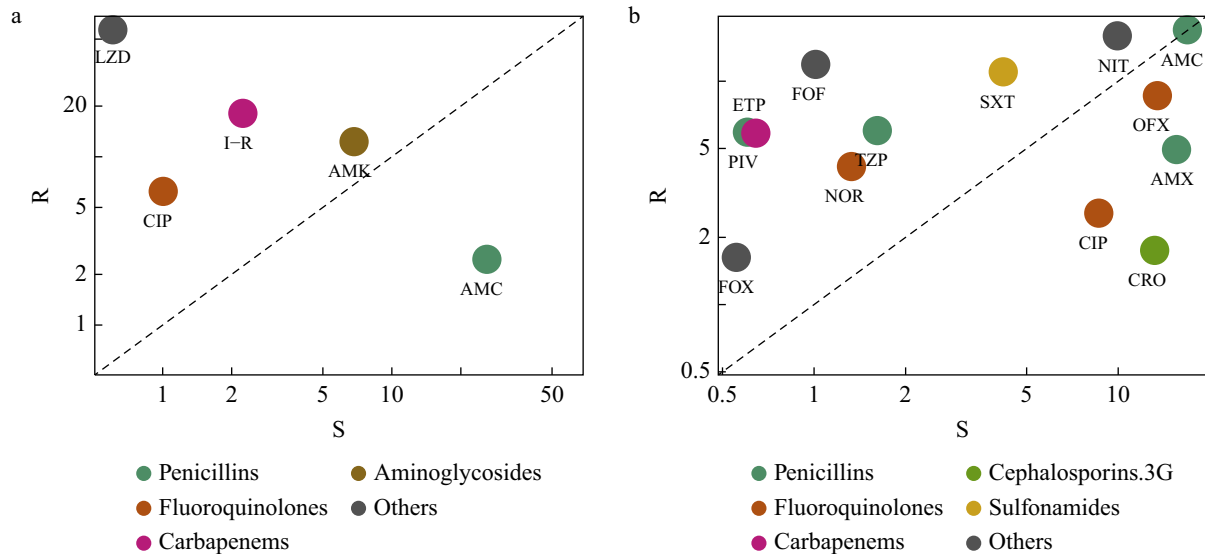 a
R
20
5
2
1
LZD
I−R
AMK
CIP
AMC
1
2
5
10
50
S
Penicillins
Fluoroquinolones
Carbapenems
Aminoglycosides
Others
b
R
5
2
0.5
NIT
AMC
FOF
SXT
ETP
OFX
PIV
TZP
NOR
AMX
CIP
FOX
CRO
0.5
1
2
5
10
S
Penicillins
Fluoroquinolones
Carbapenems
Cephalosporins.3G
Sulfonamides
Others